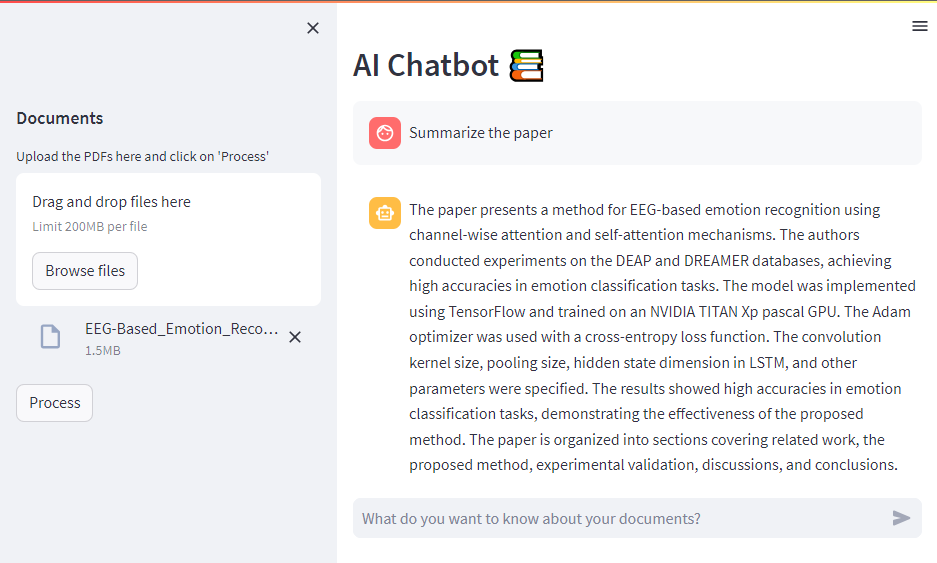 Documents
Upload the PDFs here and click on 'Process'
Drag and drop files here
Limit 200MB per file
Browse files
EEG-Based_Emotion_Reco...
1.5MB
Process
AI Chatbot
Summarize the paper
The paper presents a method for EEG-based emotion recognition using
channel-wise attention and self-attention mechanisms. The authors
conducted experiments on the DEAP and DREAMER databases, achieving
high accuracies in emotion classification tasks. The model was implemented
using TensorFlow and trained on an NVIDIA TITAN Xp pascal GPU. The Adam
optimizer was used with a cross-entropy loss function. The convolution
kernel size, pooling size, hidden state dimension in LSTM, and other
parameters were specified. The results showed high accuracies in emotion
classification tasks, demonstrating the effectiveness of the proposed
method. The paper is organized into sections covering related work, the
proposed method, experimental validation, discussions, and conclusions.
What do you want to know about your documents?